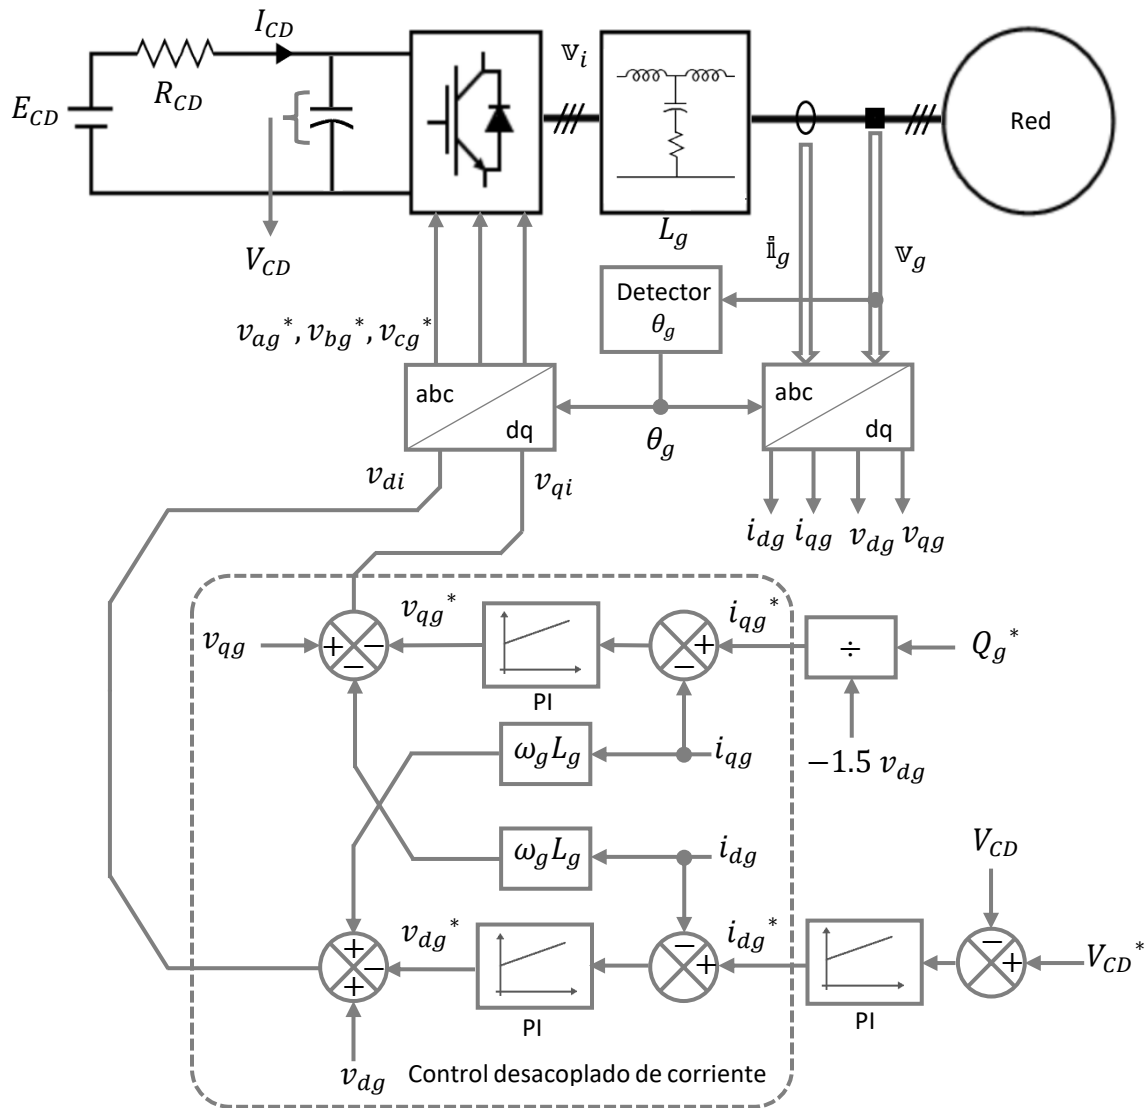 I_CD
R_CD
E_CD
V_CD
𝕧_i
L_g
Red
𝕚_g
𝕧_g
Detector
θ_g
v_ag*, v_bg*, v_cg*
abc
dq
θ_g
abc
dq
v_di
v_qi
i_dg i_qg v_dg v_qg
v_qg
+
−
−
v_qg*
PI
+
−
i_qg*
÷
Q_g*
−1.5 v_dg
ω_g L_g
i_qg
ω_g L_g
i_dg
V_CD
+
−
+
v_dg*
PI
−
+
i_dg*
PI
−
+
V_CD*
v_dg
Control desacoplado de corriente